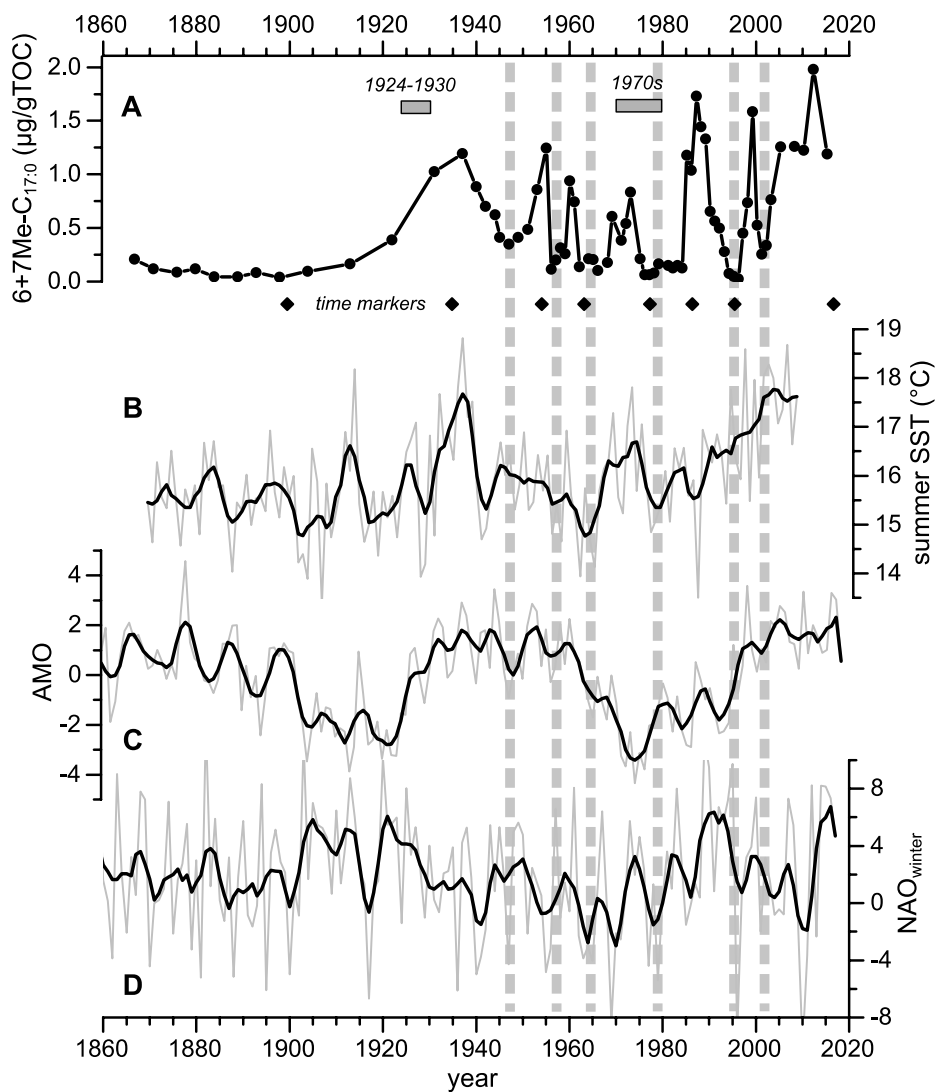 1860 1880 1900 1920 1940 1960 1980 2000 2020
2.0
1.5
1.0
0.5
0.0
6+7Me-C17:0 (µg/gTOC)
A
1924-1930
1970s
time markers
19
18
17
16
15
14
summer SST (°C)
B
4
2
0
-2
-4
AMO
C
8
4
0
-4
-8
NAOwinter
D
1860 1880 1900 1920 1940 1960 1980 2000 2020
year